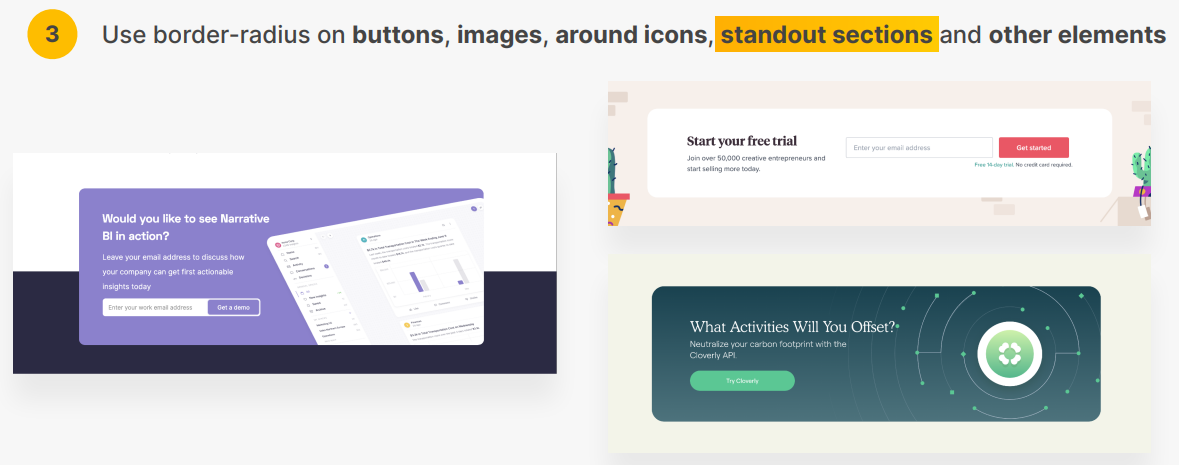 3
Use border-radius on buttons, images, around icons, standout sections and other elements
Would you like to see Narrative
BI in action?
Leave your email address to discuss how
your company can get first actionable
insights today
Enter your work email address
Get a demo
Start your free trial
Join over 50,000 creative entrepreneurs and
start selling more today.
Enter your email address
Get started
Free 14-day trial. No credit card required.
What Activities Will You Offset?
Neutralize your carbon footprint with the
Cloverly API.
Try Cloverly